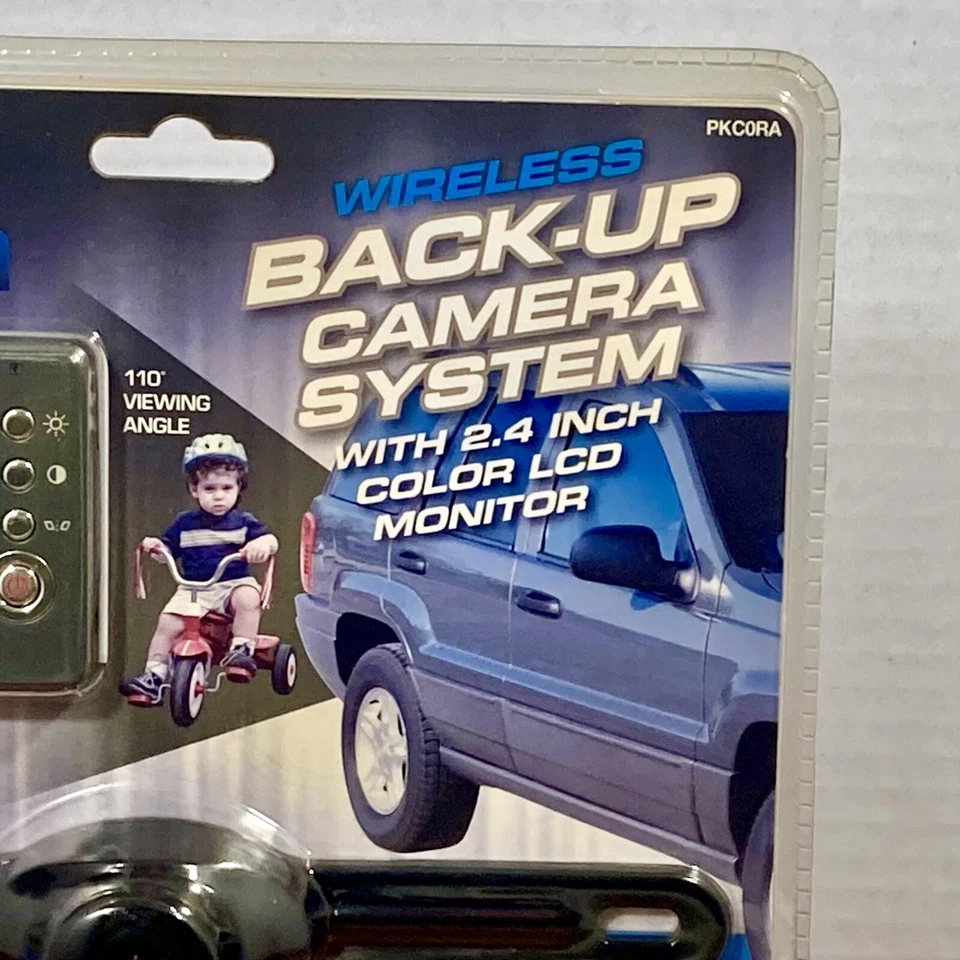 PKC0RA
WIRELESS
BACK-UP
CAMERA
SYSTEM
WITH 2.4 INCH
COLOR LCD
MONITOR
110°
VIEWING
ANGLE